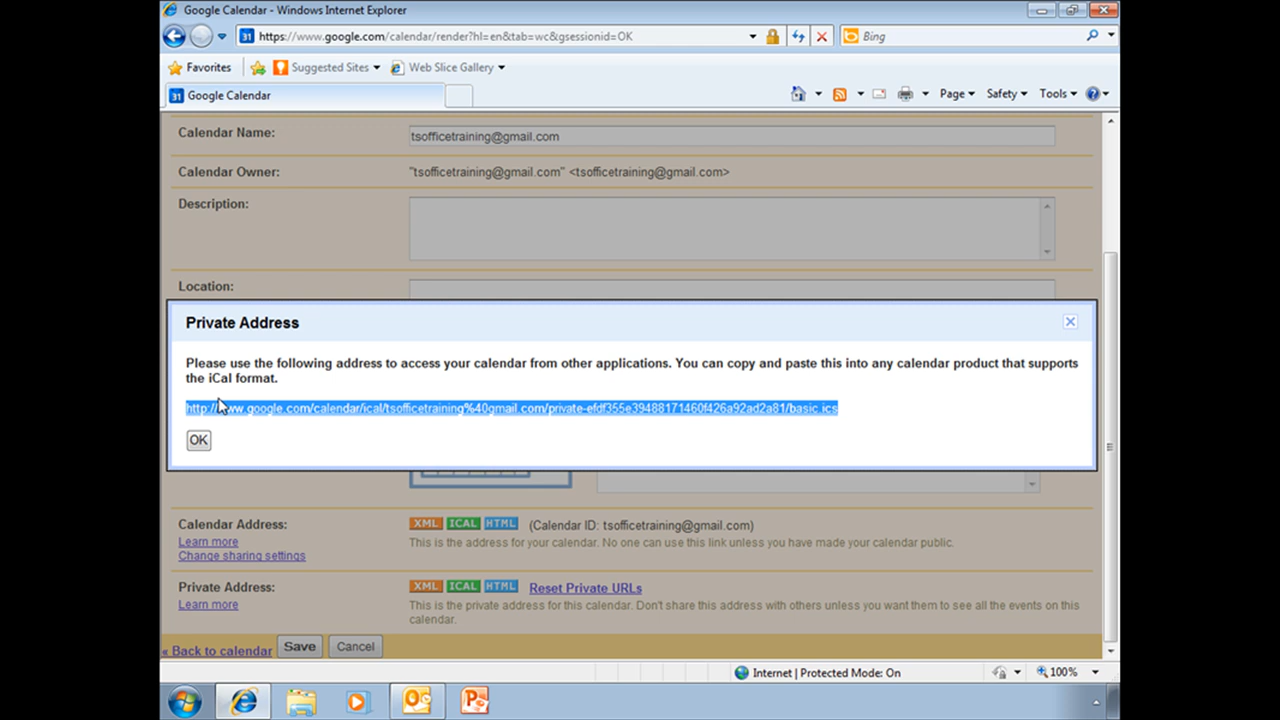 Google Calendar - Windows Internet Explorer
https://www.google.com/calendar/render?hl=en&tab=wc&gsessionid=OK
Bing
Favorites
Suggested Sites
Web Slice Gallery
31 Google Calendar
Page
Safety
Tools
Calendar Name:
tsofficetraining@gmail.com
Calendar Owner:
"tsofficetraining@gmail.com" <tsofficetraining@gmail.com>
Description:
Location:
Private Address
Please use the following address to access your calendar from other applications. You can copy and paste this into any calendar product that supports
the iCal format.
http://www.google.com/calendar/ical/tsofficetraining%40gmail.com/private-efdf355e39488171460f426a92ad2a81/basic.ics
OK
Calendar Address:
XML ICAL HTML (Calendar ID: tsofficetraining@gmail.com)
Learn more
This is the address for your calendar. No one can use this link unless you have made your calendar public.
Change sharing settings
Private Address:
XML ICAL HTML Reset Private URLs
Learn more
This is the private address for this calendar. Don't share this address with others unless you want them to see all the events on this
calendar.
« Back to calendar
Save
Cancel
Internet | Protected Mode: On
100%